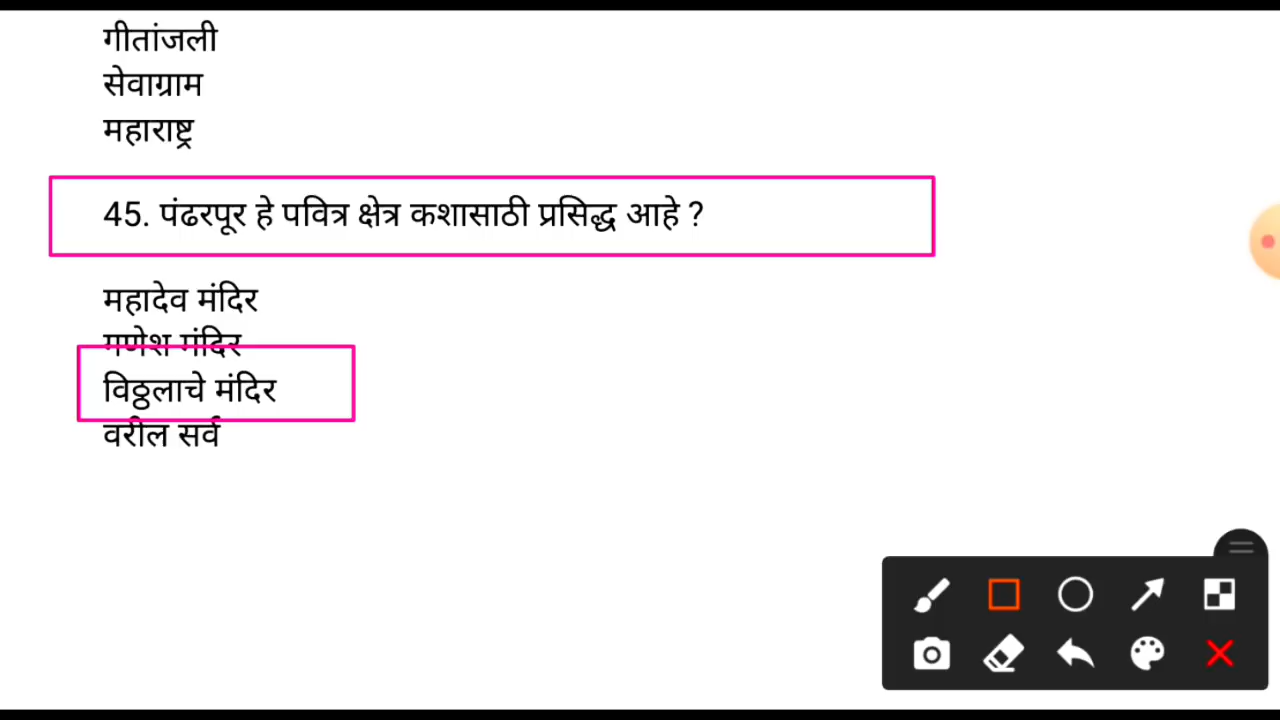 गीतांजली
सेवाग्राम
महाराष्ट्र
45. पंढरपूर हे पवित्र क्षेत्र कशासाठी प्रसिद्ध आहे ?
महादेव मंदिर
गणेश मंदिर
विठ्ठलाचे मंदिर
वरील सर्व